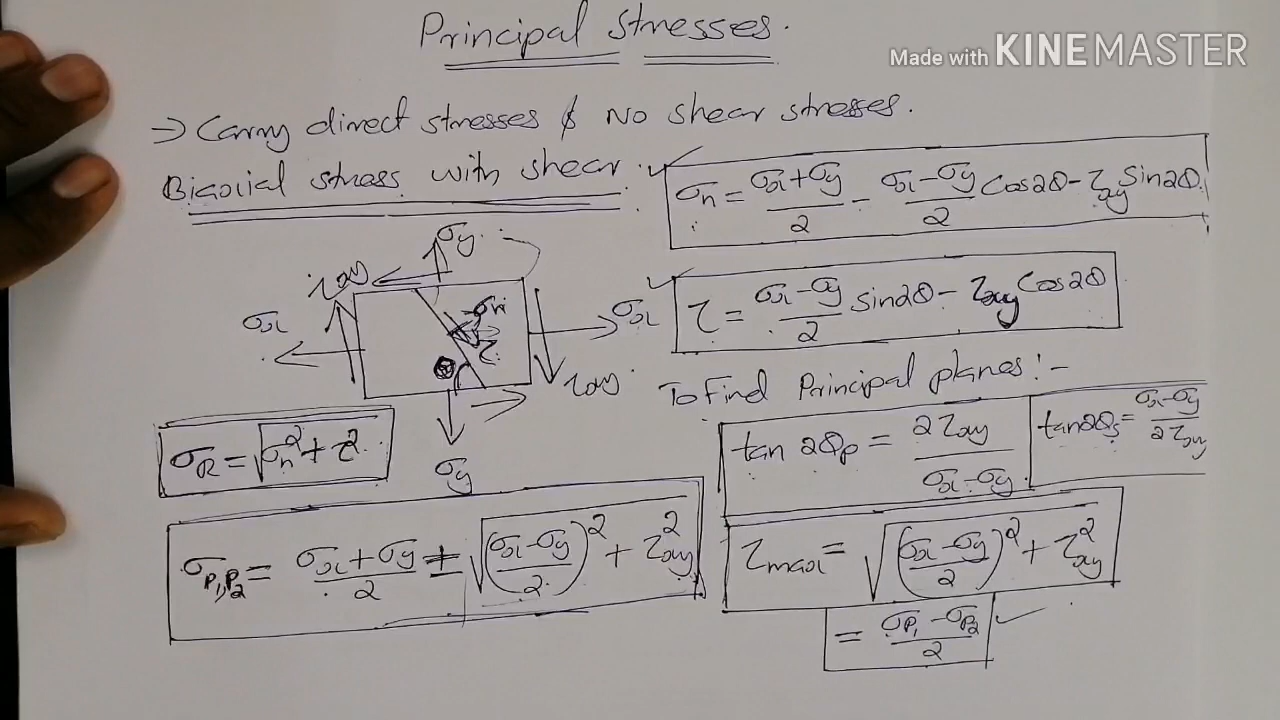 Principal Stresses.
Made with KINEMASTER
→ Carry direct stresses & No shear stresses.
Biaxial stress with shear :
σn = (σx+σy)/2 - (σx-σy)/2 Cos2θ - τxy Sin2θ
σy
τxy
σx
σn
τ
θ
σx
τxy
σy
τ = (σx-σy)/2 sin2θ - τxy Cos2θ
To Find Principal planes :-
σR = √(σn² + τ²)
tan 2θp = 2τxy/(σx-σy)
tan2θs = (σx-σy)/2τxy
σP1,P2 = (σx+σy)/2 ± √(((σx-σy)/2)² + τxy²)
τmax = √(((σx-σy)/2)² + τxy²)
= (σP1-σP2)/2